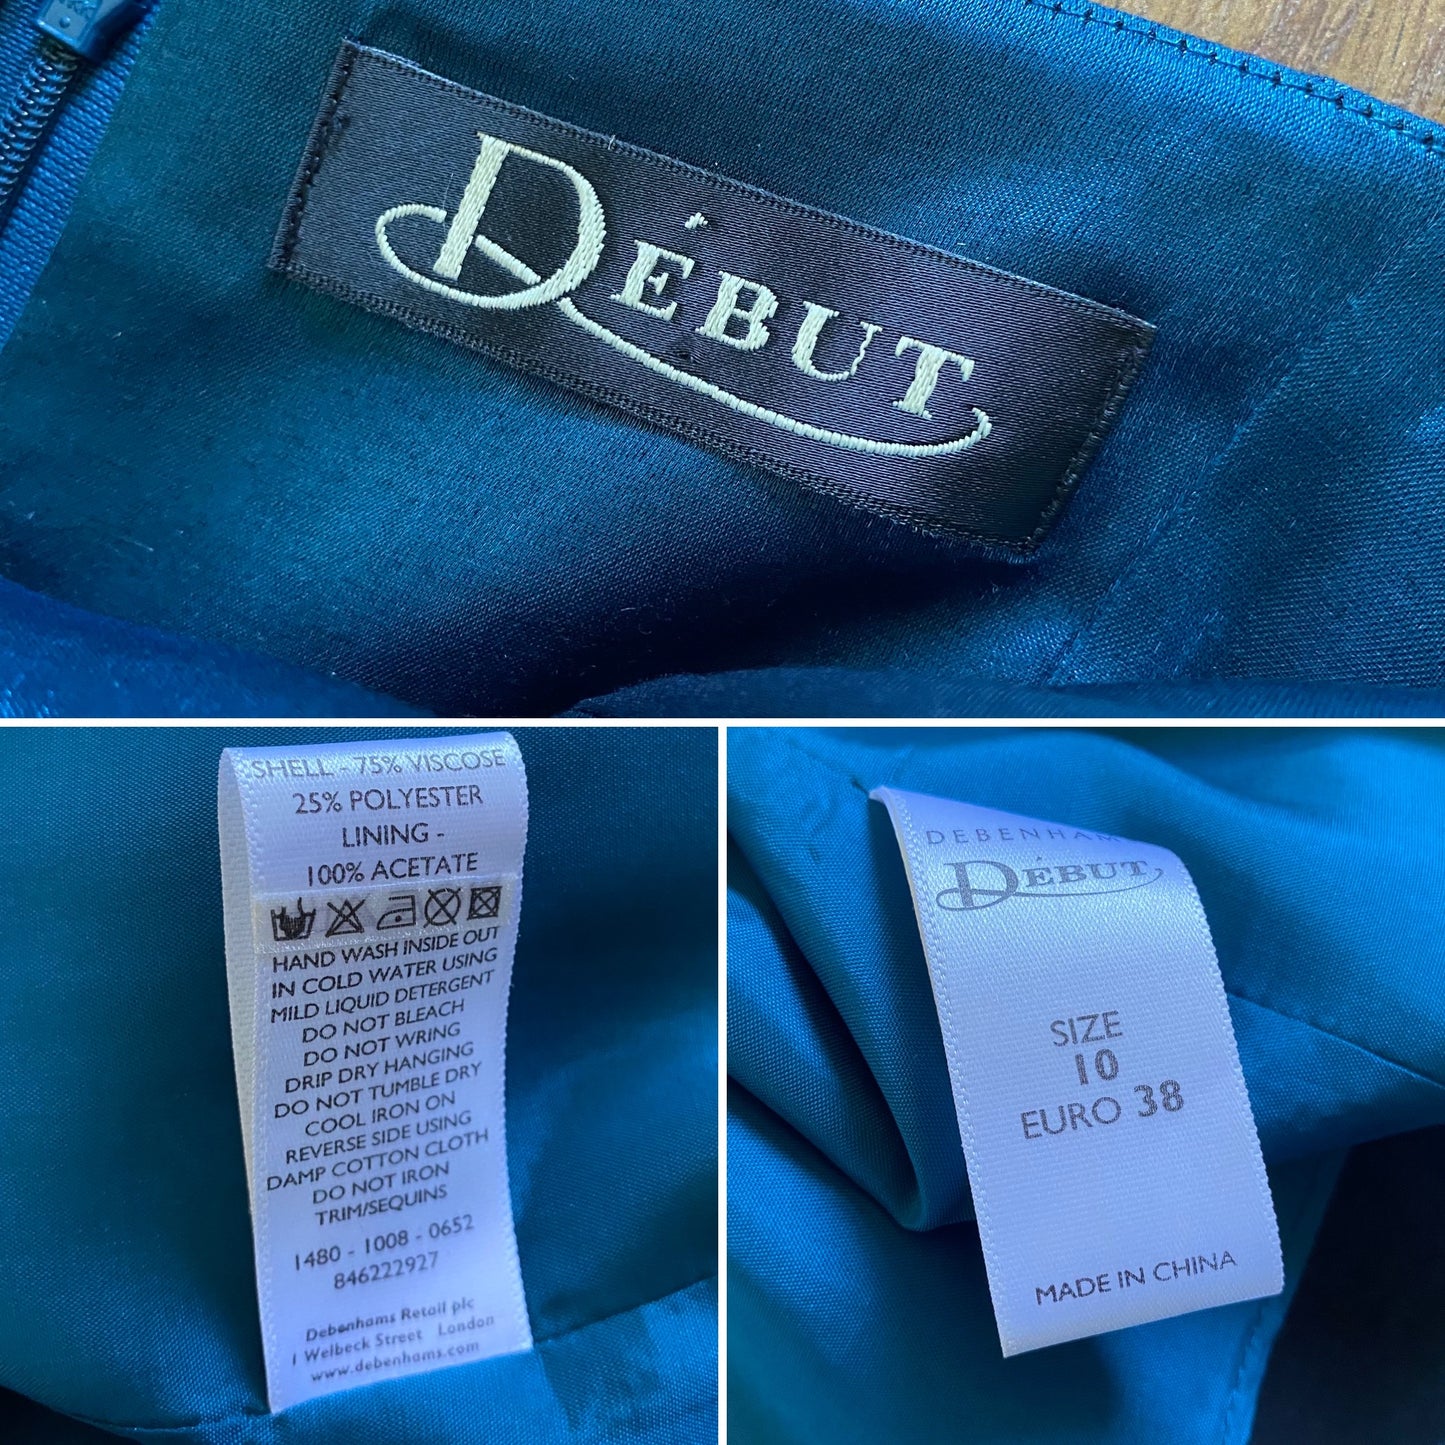 DÉBUT
SHELL - 75% VISCOSE
25% POLYESTER
LINING -
100% ACETATE
HAND WASH INSIDE OUT
IN COLD WATER USING
MILD LIQUID DETERGENT
DO NOT BLEACH
DO NOT WRING
DRIP DRY HANGING
DO NOT TUMBLE DRY
COOL IRON ON
REVERSE SIDE USING
DAMP COTTON CLOTH
DO NOT IRON
TRIM/SEQUINS
1480 - 1008 - 0652
846222927
Debenhams Retail plc
1 Welbeck Street London
www.debenhams.com
DEBENHAMS
DÉBUT
SIZE
10
EURO 38
MADE IN CHINA